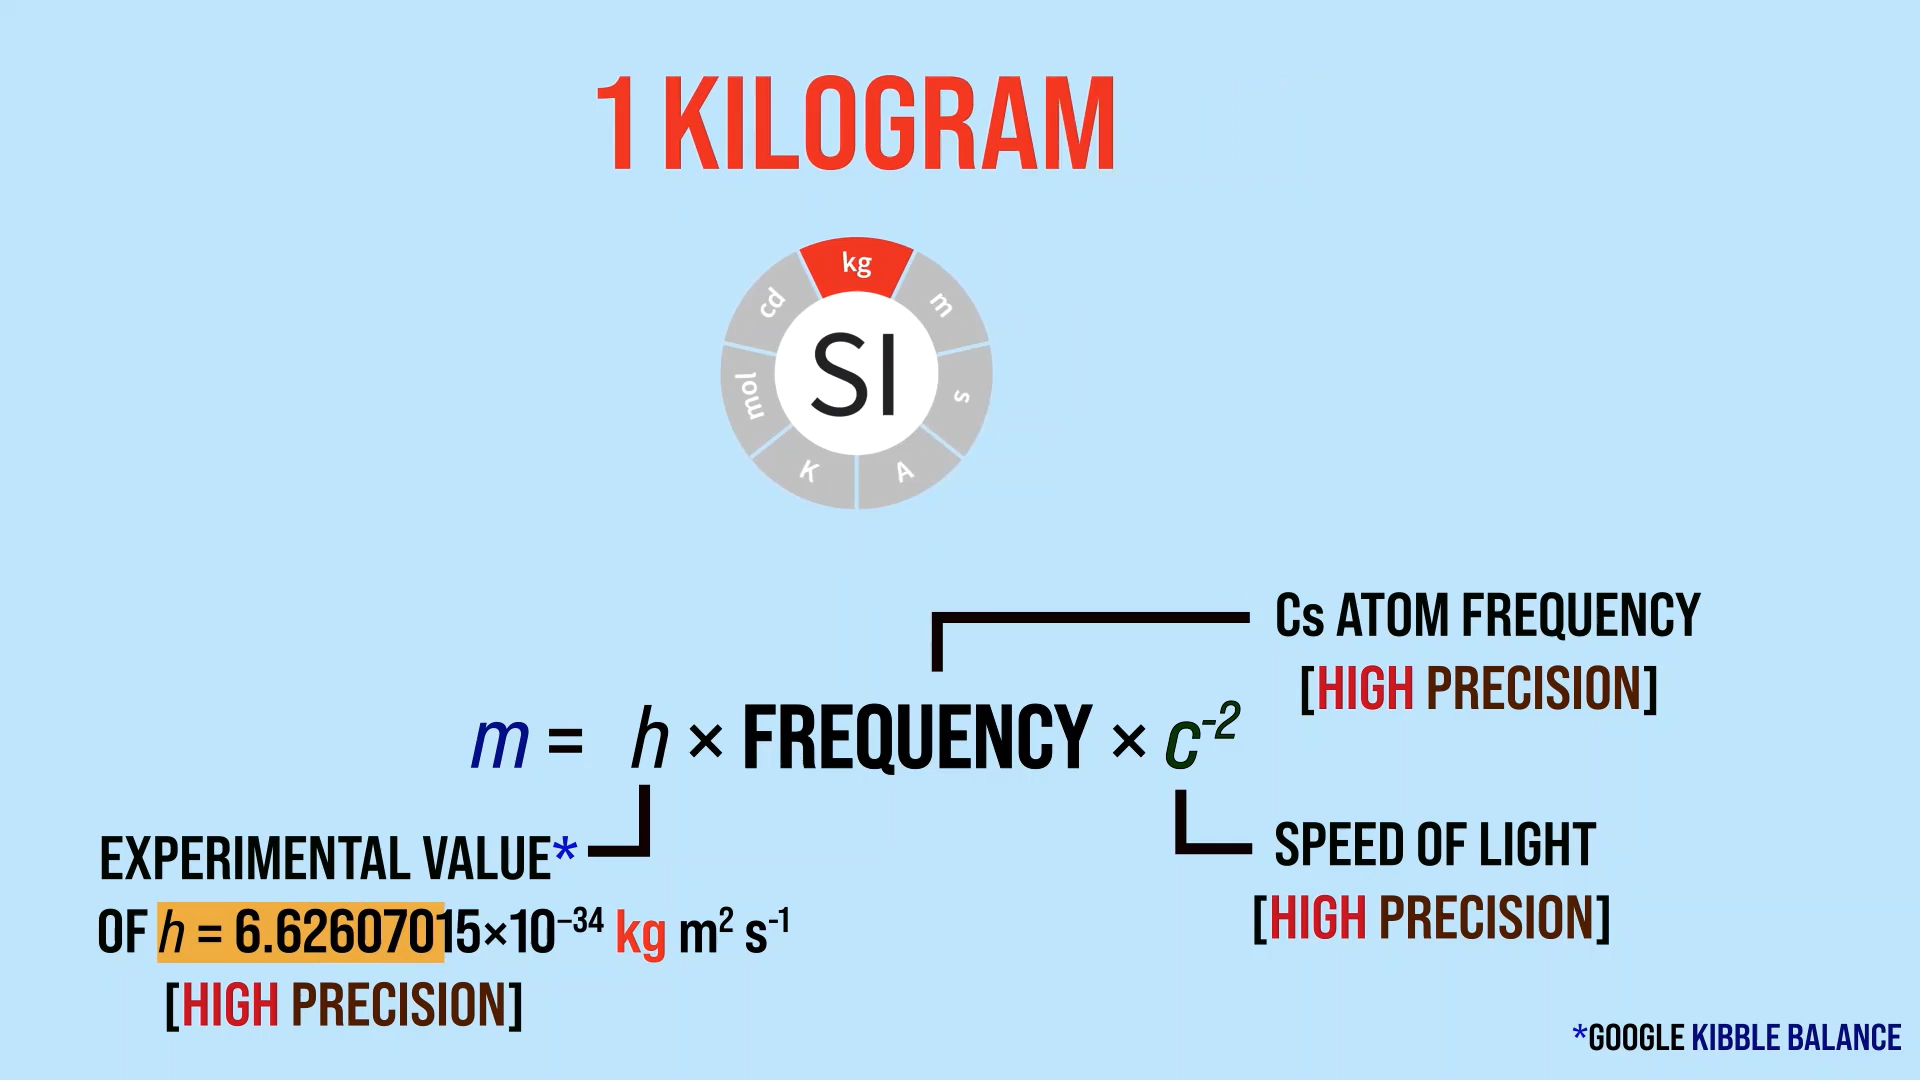 1 KILOGRAM
kg
m
s
A
K
mol
cd
SI
Cs ATOM FREQUENCY
[HIGH PRECISION]
m = h × FREQUENCY × c⁻²
EXPERIMENTAL VALUE*
OF h = 6.62607015×10⁻³⁴ kg m² s⁻¹
[HIGH PRECISION]
SPEED OF LIGHT
[HIGH PRECISION]
*GOOGLE KIBBLE BALANCE